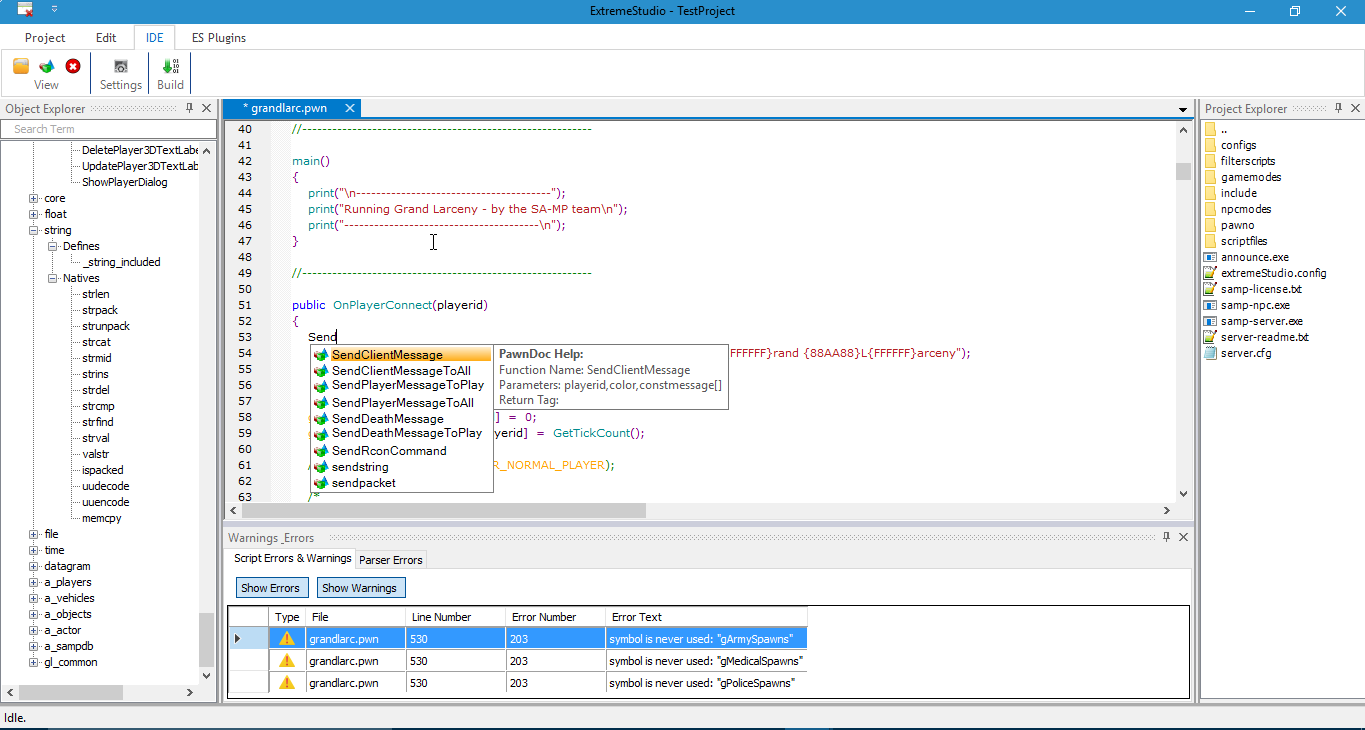 ExtremeStudio - TestProject
Project Edit IDE ES Plugins
View Settings Build
Object Explorer
Search Term
DeletePlayer3DTextLabe
UpdatePlayer3DTextLab
ShowPlayerDialog
core
float
string
Defines
_string_included
Natives
strlen
strpack
strunpack
strcat
strmid
strins
strdel
strcmp
strfind
strval
valstr
ispacked
uudecode
uuencode
memcpy
file
time
datagram
a_players
a_vehicles
a_objects
a_actor
a_sampdb
gl_common
* grandlarc.pwn
40 //----------------------------------------------------------
41
42 main()
43 {
44 print("\n---------------------------------------");
45 print("Running Grand Larceny - by the SA-MP team\n");
46 print("---------------------------------------\n");
47 }
48
49 //----------------------------------------------------------
50
51 public OnPlayerConnect(playerid)
52 {
53 Send
54 FFFFFF}rand {88AA88}L{FFFFFF}arceny");
55
56
57
58 ] = 0;
59 yerid] = GetTickCount();
60
61 R_NORMAL_PLAYER);
62
63 /*
SendClientMessage
SendClientMessageToAll
SendPlayerMessageToPlay
SendPlayerMessageToAll
SendDeathMessage
SendDeathMessageToPlay
SendRconCommand
sendstring
sendpacket
PawnDoc Help:
Function Name: SendClientMessage
Parameters: playerid,color,constmessage[]
Return Tag:
Warnings _Errors
Script Errors & Warnings Parser Errors
Show Errors Show Warnings
Type File Line Number Error Number Error Text
grandlarc.pwn 530 203 symbol is never used: "gArmySpawns"
grandlarc.pwn 530 203 symbol is never used: "gMedicalSpawns"
grandlarc.pwn 530 203 symbol is never used: "gPoliceSpawns"
Project Explorer
..
configs
filterscripts
gamemodes
include
npcmodes
pawno
scriptfiles
announce.exe
extremeStudio.config
samp-license.txt
samp-npc.exe
samp-server.exe
server-readme.txt
server.cfg
Idle.